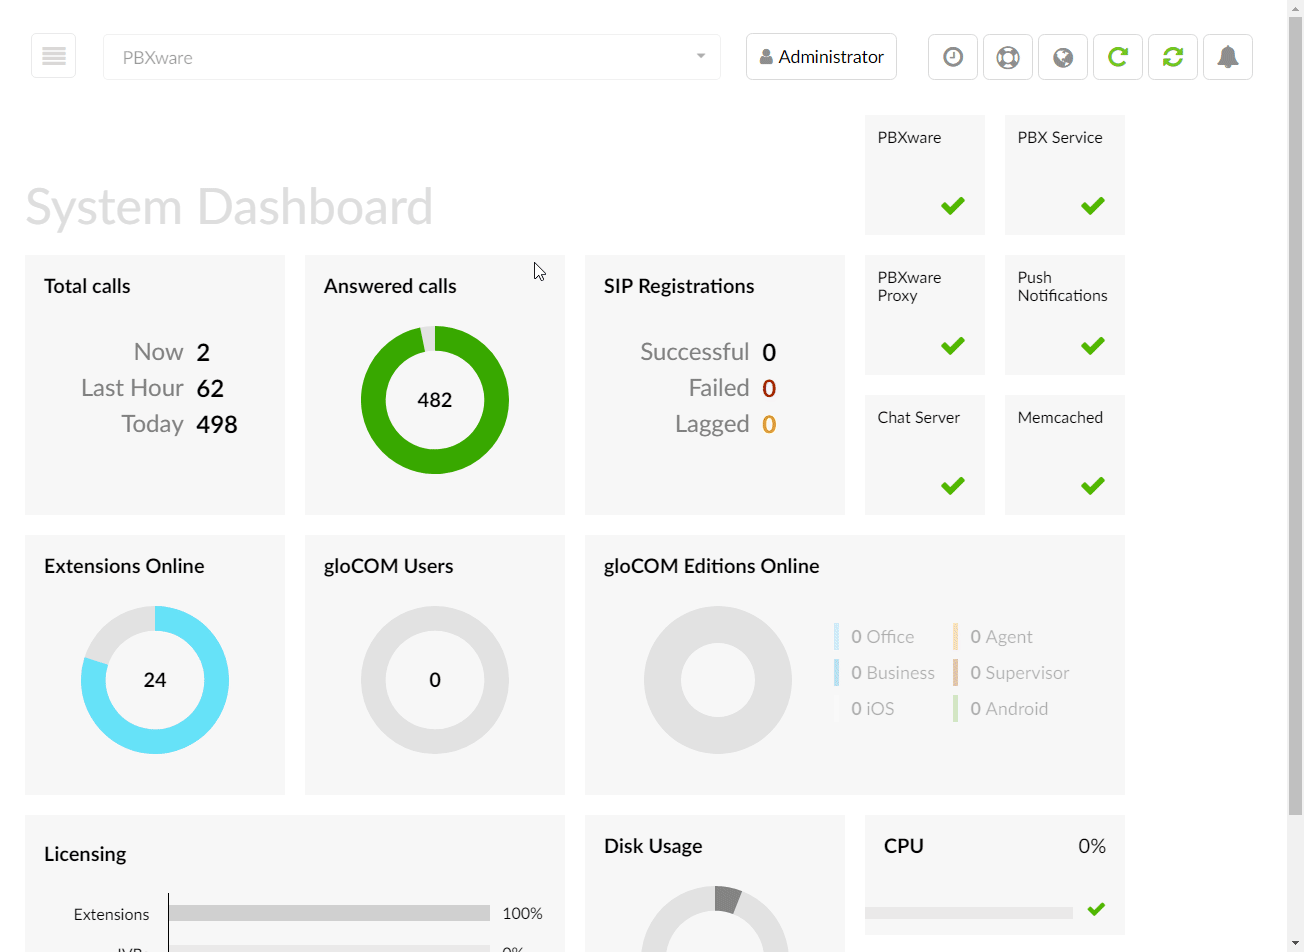 PBXware
Administrator
PBXware
PBX Service
System Dashboard
Total calls
Now 2
Last Hour 62
Today 498
Answered calls
482
SIP Registrations
Successful 0
Failed 0
Lagged 0
PBXware
Proxy
Push
Notifications
Chat Server
Memcached
Extensions Online
24
gloCOM Users
0
gloCOM Editions Online
0 Office
0 Agent
0 Business
0 Supervisor
0 iOS
0 Android
Licensing
Extensions
100%
Disk Usage
CPU
0%